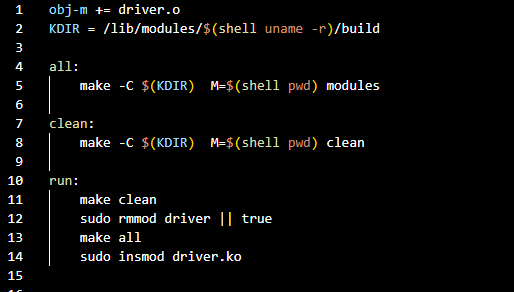 1 obj-m += driver.o
2 KDIR = /lib/modules/$(shell uname -r)/build
3
4 all:
5     make -C $(KDIR)  M=$(shell pwd) modules
6
7 clean:
8     make -C $(KDIR)  M=$(shell pwd) clean
9
10 run:
11     make clean
12     sudo rmmod driver || true
13     make all
14     sudo insmod driver.ko
15